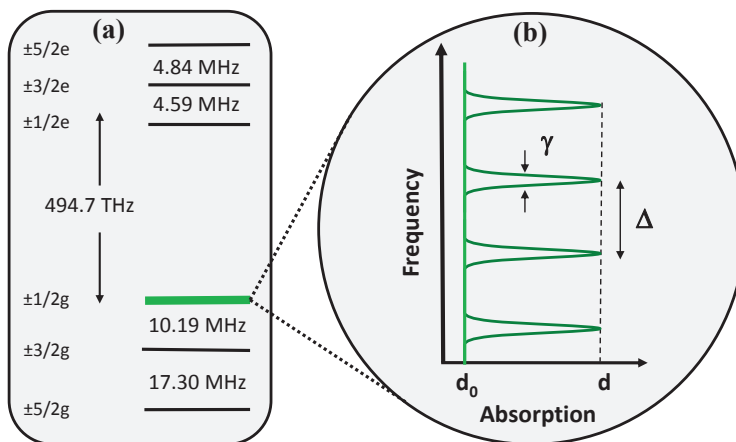 (a)
±5/2e
4.84 MHz
±3/2e
4.59 MHz
±1/2e
494.7 THz
±1/2g
10.19 MHz
±3/2g
17.30 MHz
±5/2g
(b)
Frequency
γ
Δ
d₀
d
Absorption